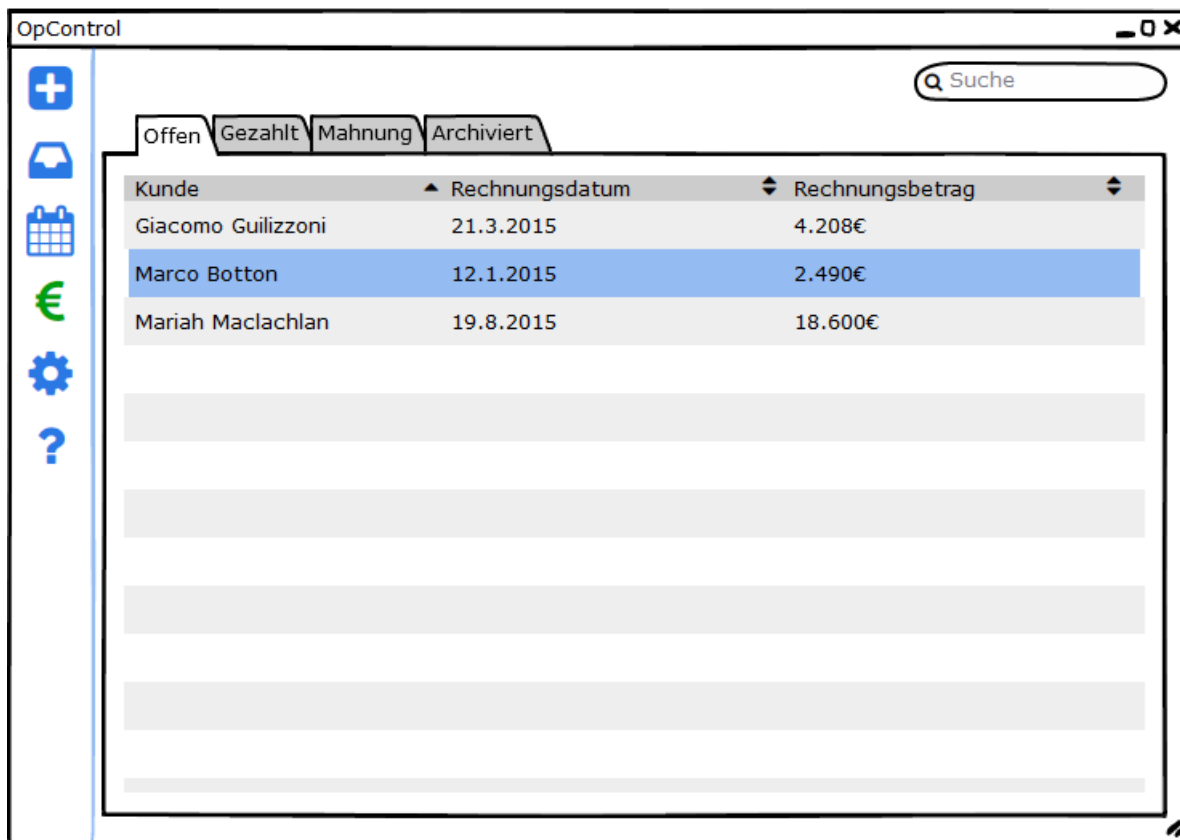 OpControl
Suche
Offen Gezahlt Mahnung Archiviert
Kunde Rechnungsdatum Rechnungsbetrag
Giacomo Guilizzoni 21.3.2015 4.208€
Marco Botton 12.1.2015 2.490€
Mariah Maclachlan 19.8.2015 18.600€
€
?